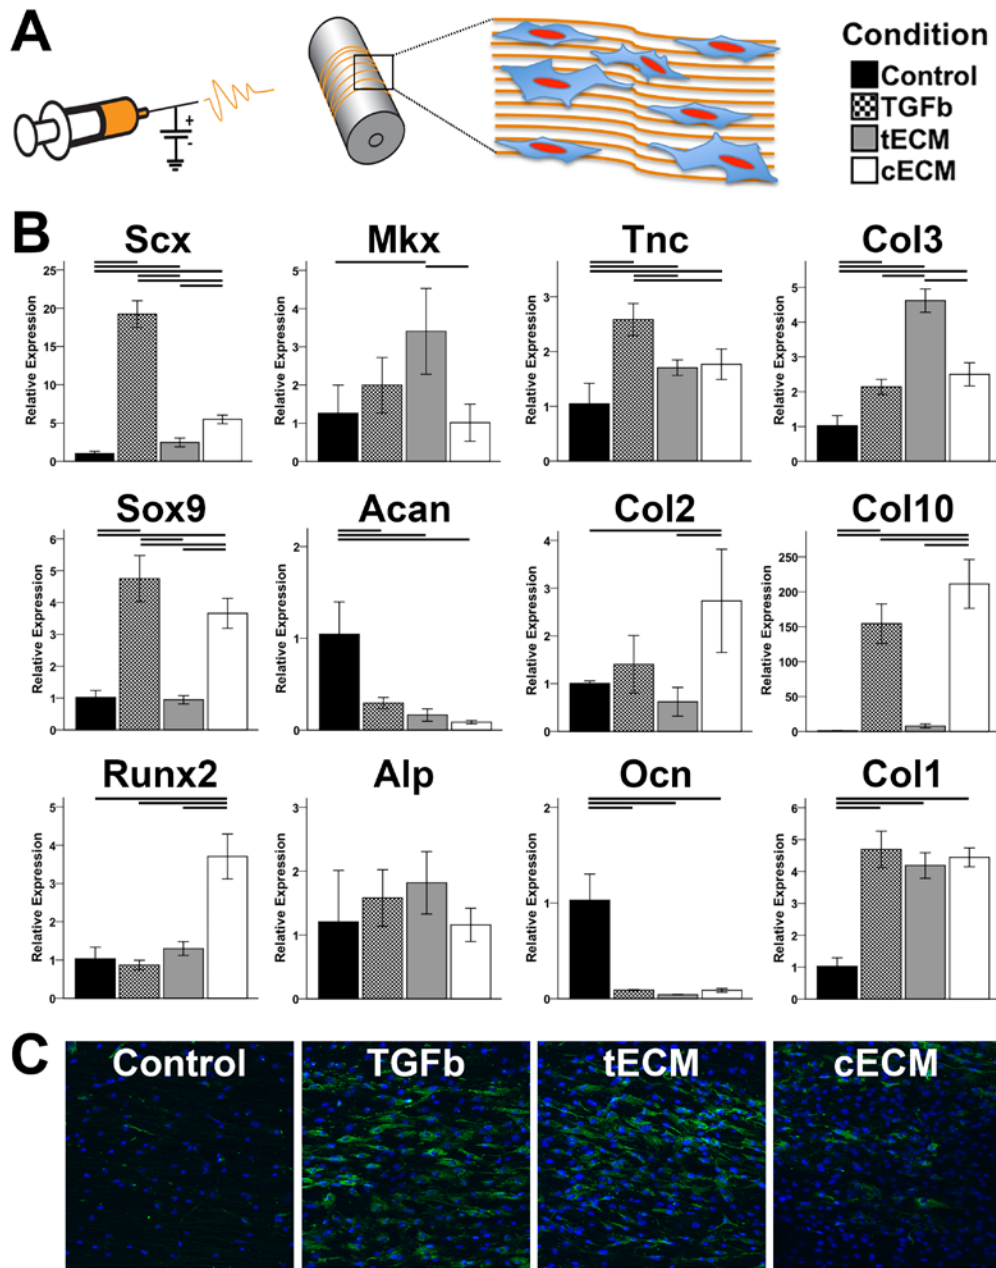 A
+
-
Condition
Control
TGFb
tECM
cECM
B
Scx
Mkx
Tnc
Col3
Relative Expression
25
20
15
10
5
0
Relative Expression
5
4
3
2
1
0
Relative Expression
3
2
1
0
Relative Expression
5
4
3
2
1
0
Sox9
Acan
Col2
Col10
Relative Expression
6
5
4
3
2
1
0
Relative Expression
2
1
0
Relative Expression
4
3
2
1
0
Relative Expression
250
200
150
100
50
0
Runx2
Alp
Ocn
Col1
Relative Expression
5
4
3
2
1
0
Relative Expression
3
2
1
0
Relative Expression
2
1
0
Relative Expression
6
5
4
3
2
1
0
C
Control
TGFb
tECM
cECM